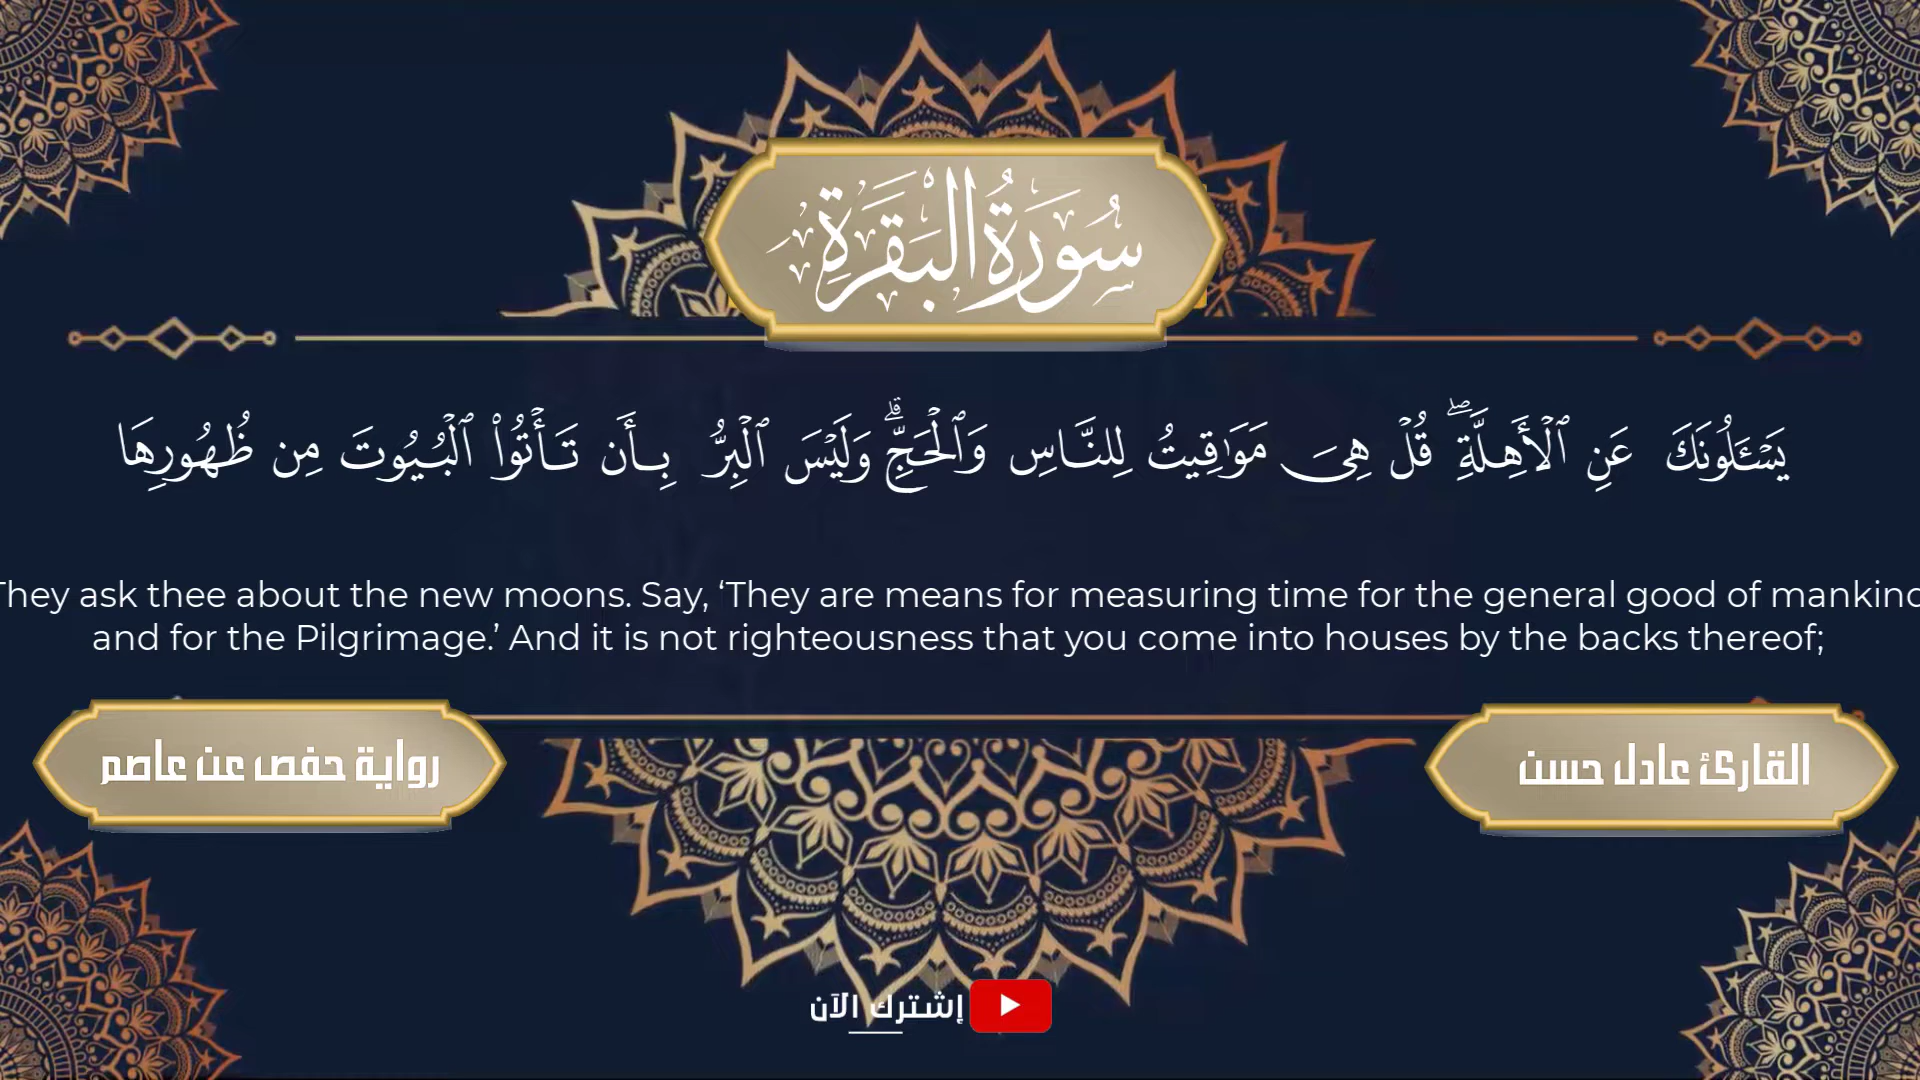 سُورَةُ البَقَرَةِ
يَسْـَٔلُونَكَ عَنِ ٱلْأَهِلَّةِ ۖ قُلْ هِىَ مَوَٰقِيتُ لِلنَّاسِ وَٱلْحَجِّ ۗ وَلَيْسَ ٱلْبِرُّ بِأَن تَأْتُوا۟ ٱلْبُيُوتَ مِن ظُهُورِهَا
They ask thee about the new moons. Say, ‘They are means for measuring time for the general good of mankind
and for the Pilgrimage.’ And it is not righteousness that you come into houses by the backs thereof;
القارئ عادل حسن
رواية حفص عن عاصم
إشترك الآن